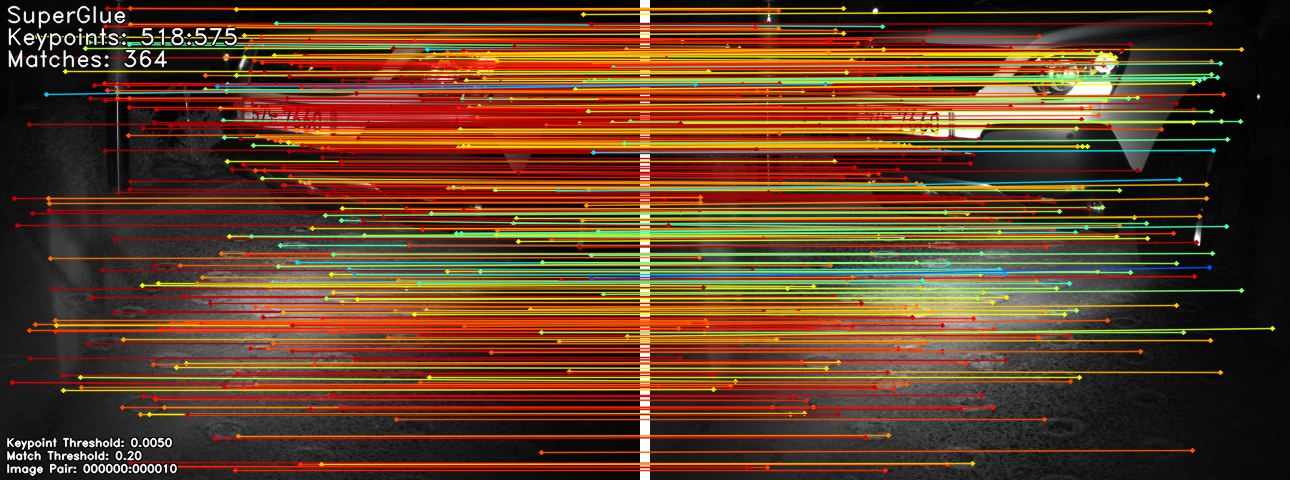 SuperGlue
Keypoints: 518:575
Matches: 364
Keypoint Threshold: 0.0050
Match Threshold: 0.20
Image Pair: 000000:000010